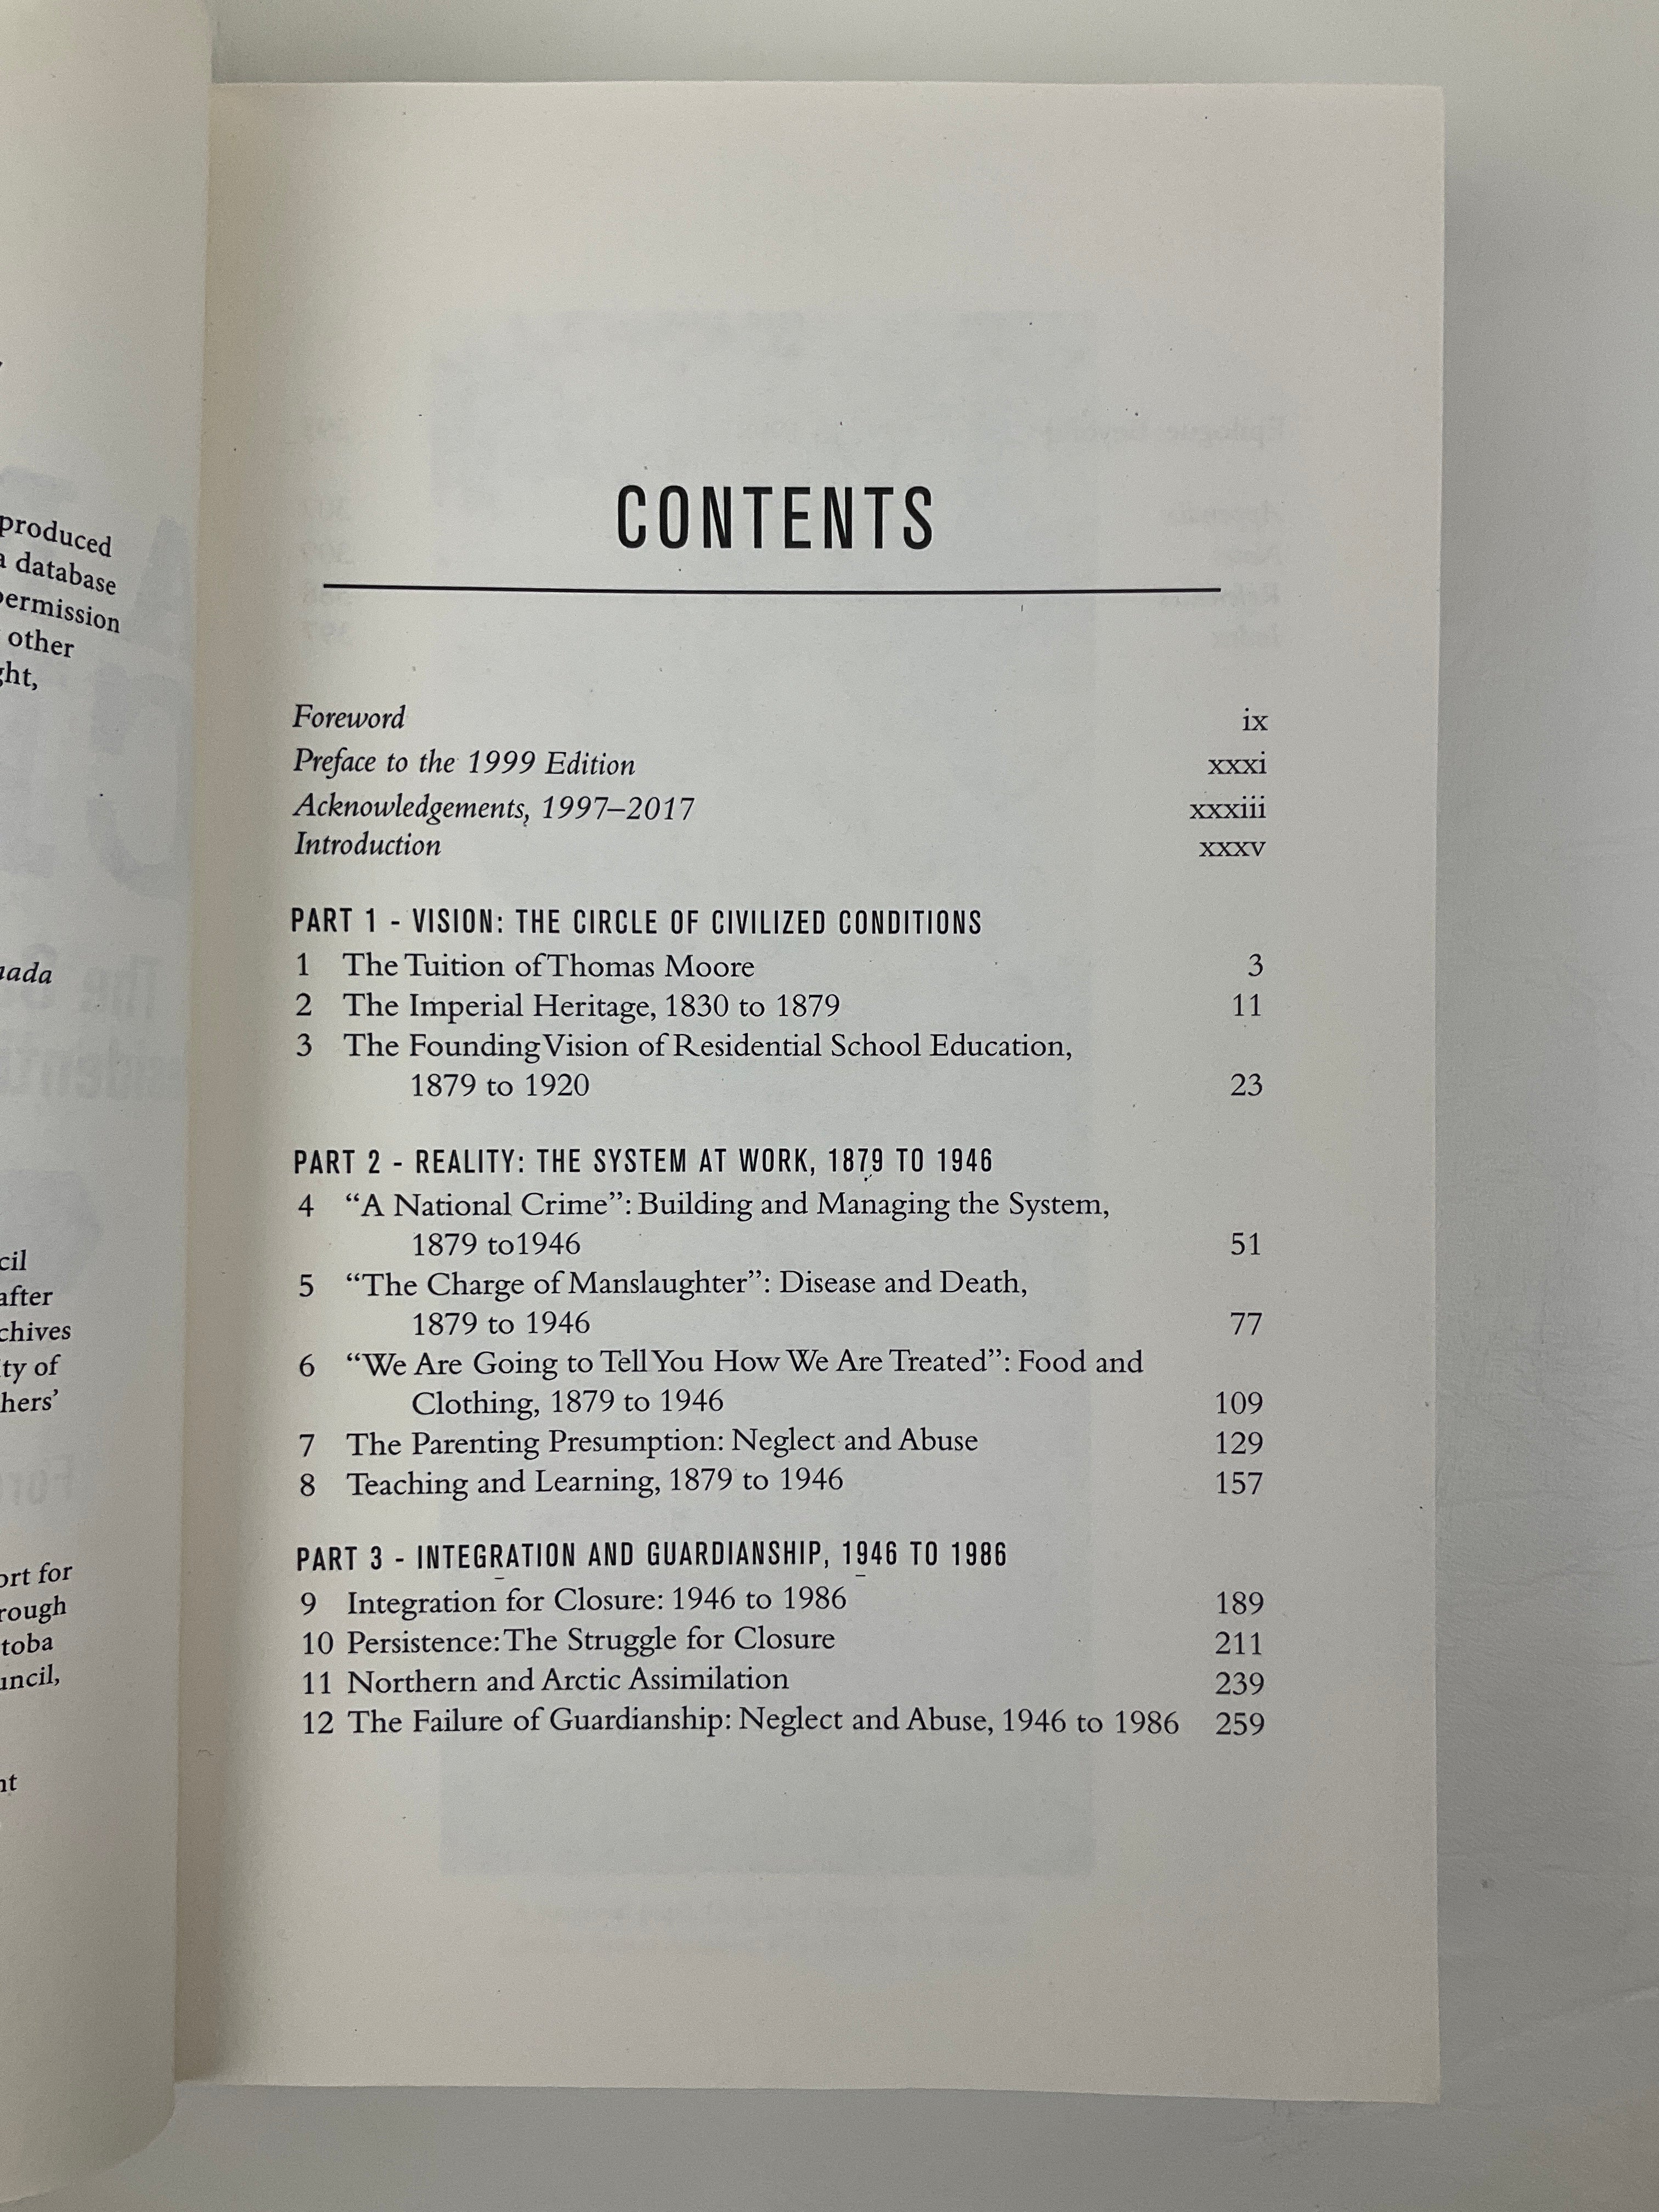 produced
a database
permission
other
ght,
nada
cil
after
chives
ty of
hers’
ort for
rough
toba
uncil,
nt
CONTENTS
Foreword ix
Preface to the 1999 Edition xxxi
Acknowledgements, 1997–2017 xxxiii
Introduction xxxv
PART 1 - VISION: THE CIRCLE OF CIVILIZED CONDITIONS
1 The Tuition of Thomas Moore 3
2 The Imperial Heritage, 1830 to 1879 11
3 The Founding Vision of Residential School Education,
1879 to 1920 23
PART 2 - REALITY: THE SYSTEM AT WORK, 1879 TO 1946
4 “A National Crime”: Building and Managing the System,
1879 to1946 51
5 “The Charge of Manslaughter”: Disease and Death,
1879 to 1946 77
6 “We Are Going to Tell You How We Are Treated”: Food and
Clothing, 1879 to 1946 109
7 The Parenting Presumption: Neglect and Abuse 129
8 Teaching and Learning, 1879 to 1946 157
PART 3 - INTEGRATION AND GUARDIANSHIP, 1946 TO 1986
9 Integration for Closure: 1946 to 1986 189
10 Persistence: The Struggle for Closure 211
11 Northern and Arctic Assimilation 239
12 The Failure of Guardianship: Neglect and Abuse, 1946 to 1986 259